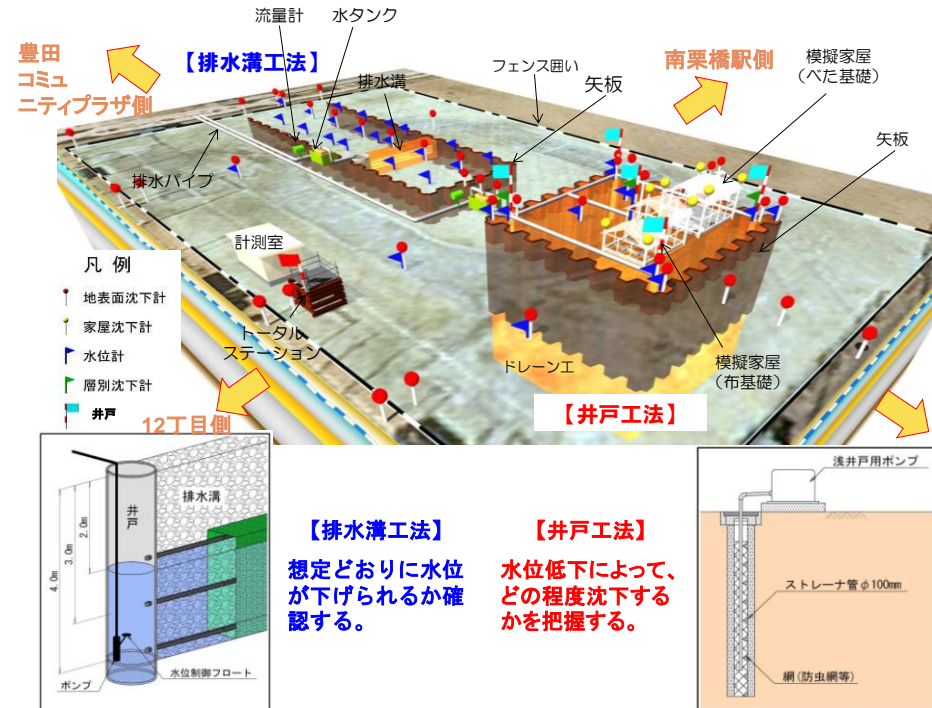 流量計
水タンク
豊田
コミュ
ニティプラザ側
【排水溝工法】
排水溝
フェンス囲い
矢板
南栗橋駅側
模擬家屋
（べた基礎）
矢板
排水パイプ
計測室
凡 例
地表面沈下計
家屋沈下計
水位計
層別沈下計
井戸
トータル
ステーション
ドレーン工
模擬家屋
（布基礎）
12丁目側
【井戸工法】
井戸
排水溝
2.0m
3.0m
4.0m
ポンプ
水位制御フロート
【排水溝工法】
想定どおりに水位
が下げられるか確
認する。
【井戸工法】
水位低下によって、
どの程度沈下する
かを把握する。
浅井戸用ポンプ
ストレーナ管φ100mm
網(防虫網等)